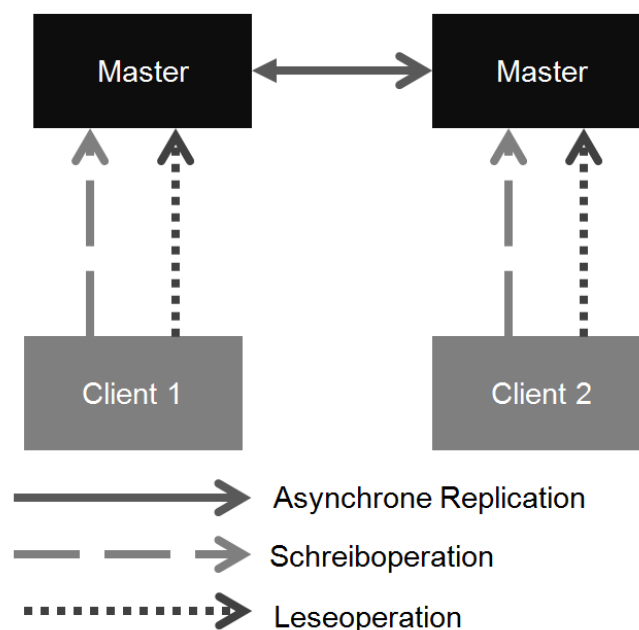 Master
Master
Client 1
Client 2
Asynchrone Replication
Schreiboperation
Leseoperation